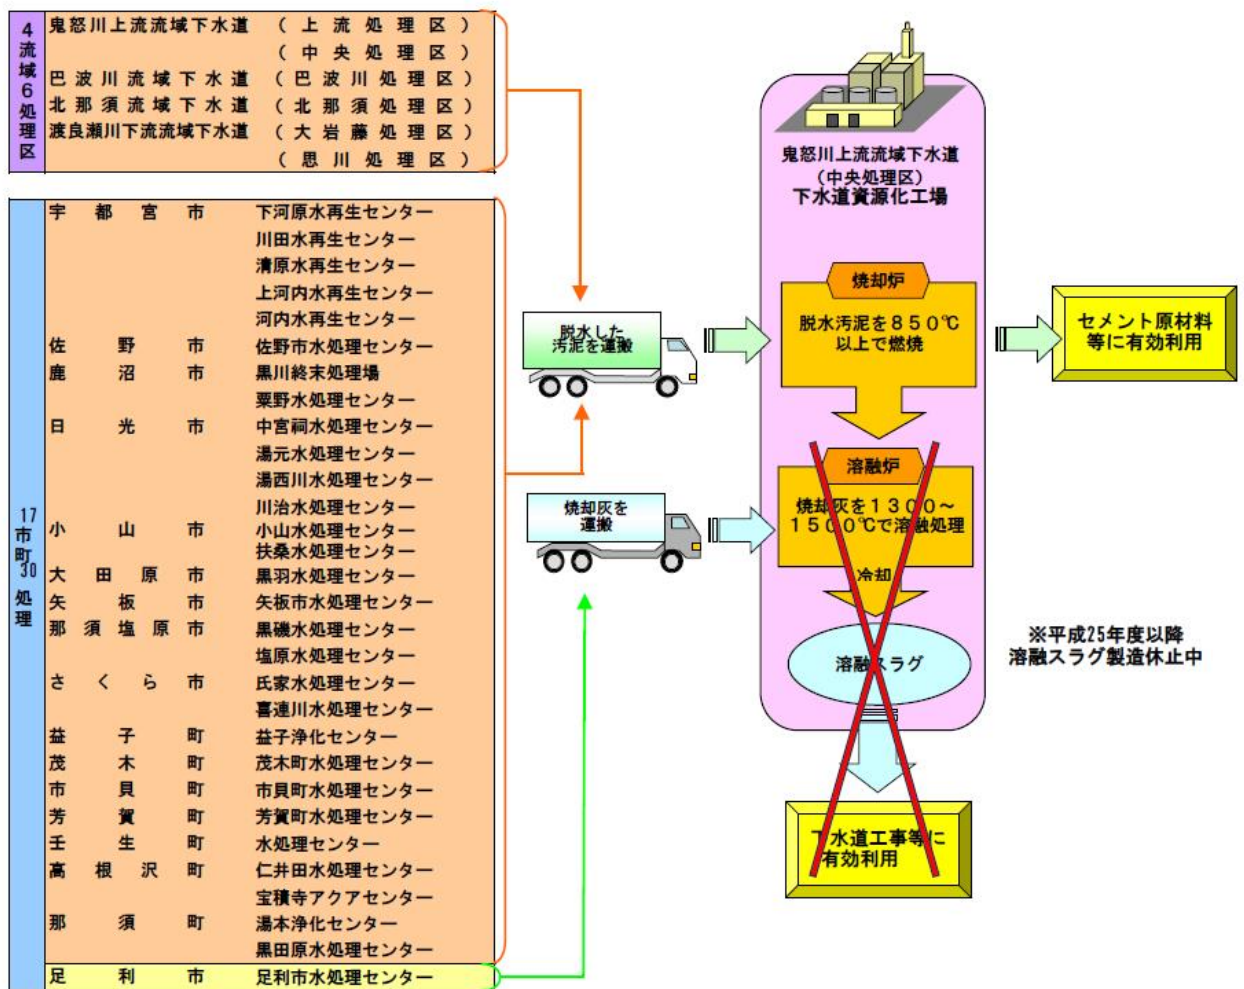 4流域6処理区
鬼怒川上流流域下水道 (上流処理区)
(中央処理区)
巴波川流域下水道 (巴波川処理区)
北那須流域下水道 (北那須処理区)
渡良瀬川下流流域下水道 (大岩藤処理区)
(思川処理区)
17市町30処理
宇都宮市 下河原水再生センター
川田水再生センター
清原水再生センター
上河内水再生センター
河内水再生センター
佐野市 佐野市水処理センター
鹿沼市 黒川終末処理場
粟野水処理センター
日光市 中宮祠水処理センター
湯元水処理センター
湯西川水処理センター
川治水処理センター
小山市 小山水処理センター
扶桑水処理センター
大田原市 黒羽水処理センター
矢板市 矢板市水処理センター
那須塩原市 黒磯水処理センター
塩原水処理センター
さくら市 氏家水処理センター
喜連川水処理センター
益子町 益子浄化センター
茂木町 茂木町水処理センター
市貝町 市貝町水処理センター
芳賀町 芳賀町水処理センター
壬生町 水処理センター
高根沢町 仁井田水処理センター
宝積寺アクアセンター
那須町 湯本浄化センター
黒田原水処理センター
足利市 足利市水処理センター
脱水した
汚泥を運搬
焼却灰を
運搬
鬼怒川上流流域下水道
(中央処理区)
下水道資源化工場
焼却炉
脱水汚泥を850℃
以上で燃焼
溶融炉
焼却灰を1300~
1500℃で溶融処理
冷却
溶融スラグ
下水道工事等に
有効利用
セメント原材料
等に有効利用
※平成25年度以降
溶融スラグ製造休止中